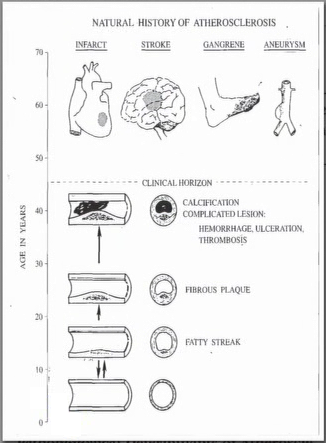 NATURAL HISTORY OF ATHEROSCLEROSIS
INFARCT STROKE GANGRENE ANEURYSM
70
60
50
CLINICAL HORIZON
40
CALCIFICATION
COMPLICATED LESION:
HEMORRHAGE, ULCERATION,
THROMBOSIS
AGE IN YEARS
30
FIBROUS PLAQUE
20
FATTY STREAK
10
0